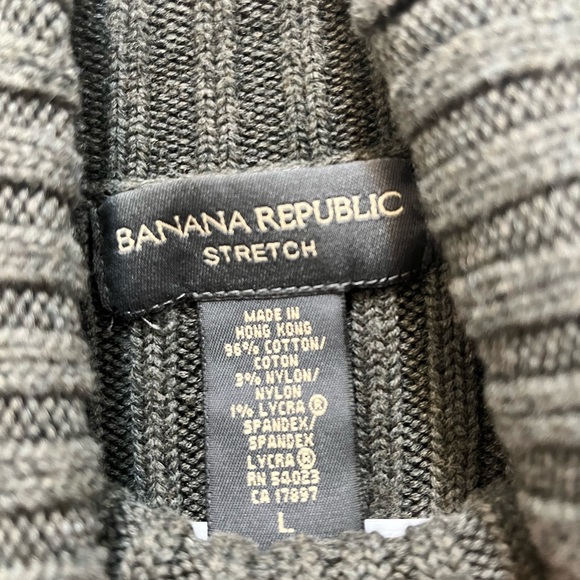 BANANA REPUBLIC
STRETCH
MADE IN
HONG KONG
96% COTTON/
COTON
3% NYLON/
NYLON
1% LYCRA®
SPANDEX/
SPANDEX
LYCRA®
RN 54023
CA 17897
L